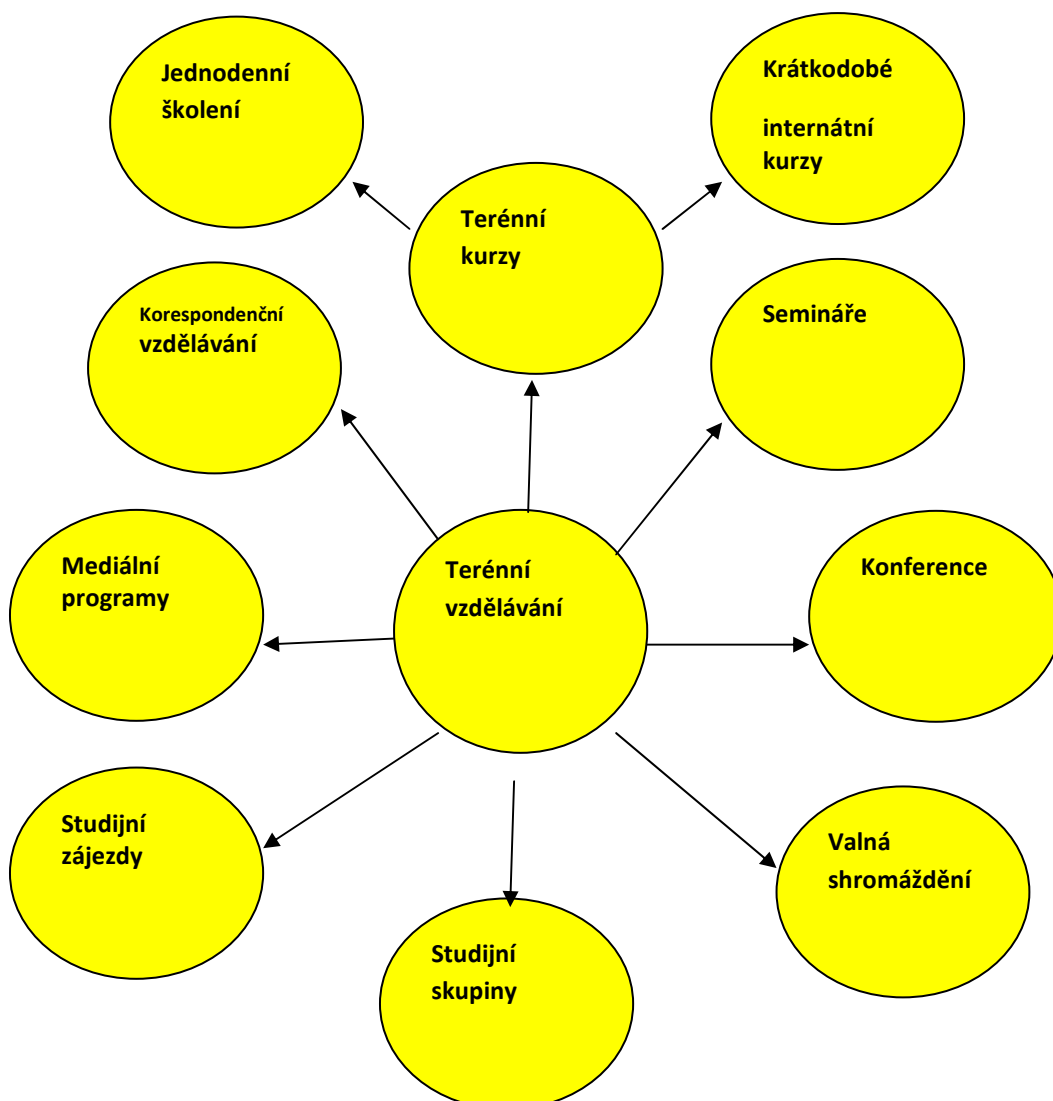 Jednodenní
školení
Krátkodobé
internátní
kurzy
Terénní
kurzy
Korespondenční
vzdělávání
Semináře
Mediální
programy
Terénní
vzdělávání
Konference
Studijní
zájezdy
Valná
shromáždění
Studijní
skupiny